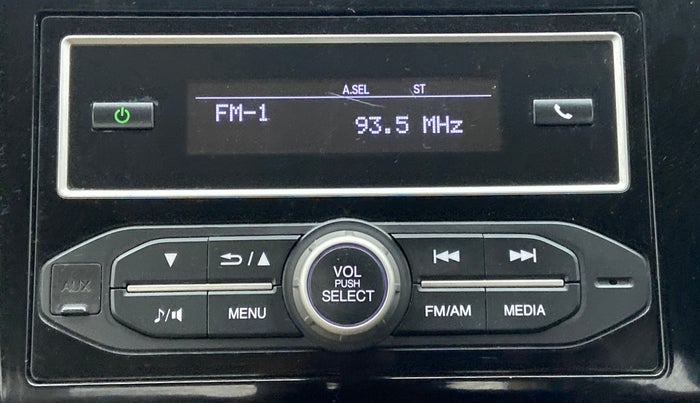 A.SEL ST
FM-1
93.5 MHz
VOL
PUSH
SELECT
AUX
MENU
FM/AM
MEDIA